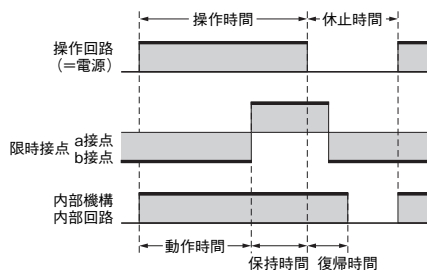 操作時間
休止時間
操作回路
（＝電源）
限時接点
a接点
b接点
内部機構
内部回路
動作時間
保持時間
復帰時間